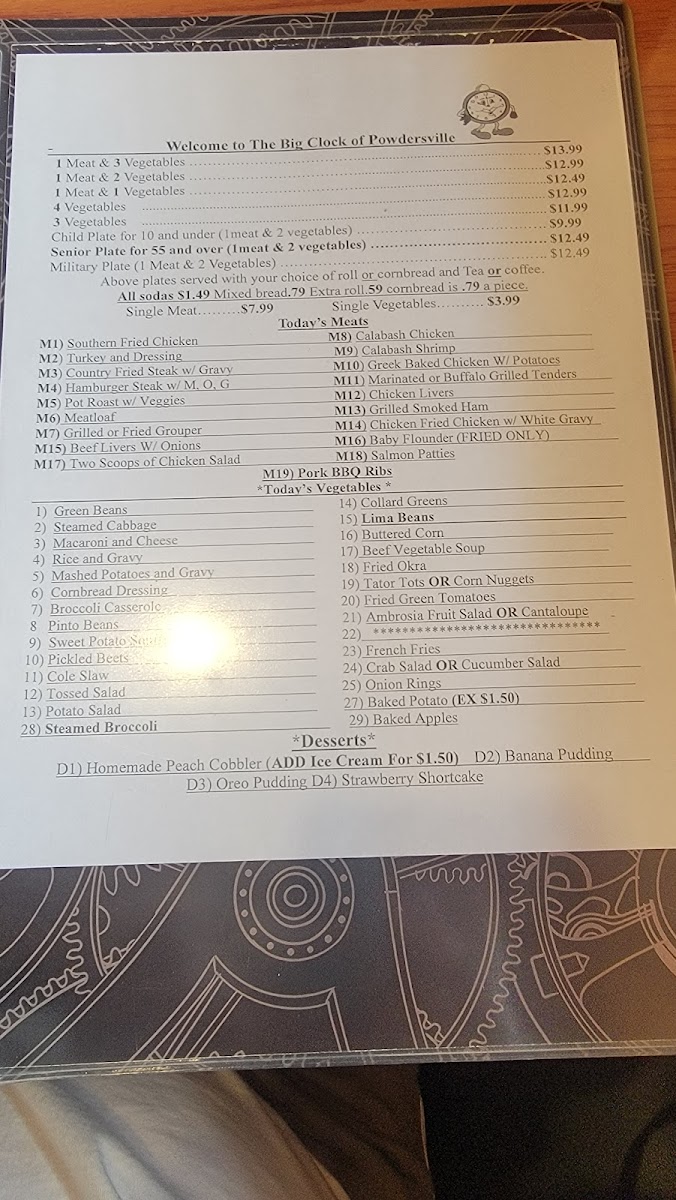 Welcome to The Big Clock of Powdersville
1 Meat & 3 Vegetables $13.99
1 Meat & 2 Vegetables $12.99
1 Meat & 1 Vegetables $12.49
4 Vegetables $12.99
3 Vegetables $11.99
Child Plate for 10 and under (1meat & 2 vegetables) $9.99
Senior Plate for 55 and over (1meat & 2 vegetables) $12.49
Military Plate (1 Meat & 2 Vegetables) $12.49
Above plates served with your choice of roll or cornbread and Tea or coffee.
All sodas $1.49 Mixed bread.79 Extra roll.59 cornbread is .79 a piece.
Single Meat.........$7.99 Single Vegetables.......... $3.99
Today's Meats
M1) Southern Fried Chicken
M2) Turkey and Dressing
M3) Country Fried Steak w/ Gravy
M4) Hamburger Steak w/ M, O, G
M5) Pot Roast w/ Veggies
M6) Meatloaf
M7) Grilled or Fried Grouper
M15) Beef Livers W/ Onions
M17) Two Scoops of Chicken Salad
M8) Calabash Chicken
M9) Calabash Shrimp
M10) Greek Baked Chicken W/ Potatoes
M11) Marinated or Buffalo Grilled Tenders
M12) Chicken Livers
M13) Grilled Smoked Ham
M14) Chicken Fried Chicken w/ White Gravy
M16) Baby Flounder (FRIED ONLY)
M18) Salmon Patties
M19) Pork BBQ Ribs
*Today's Vegetables *
1) Green Beans
2) Steamed Cabbage
3) Macaroni and Cheese
4) Rice and Gravy
5) Mashed Potatoes and Gravy
6) Cornbread Dressing
7) Broccoli Casserole
8 Pinto Beans
9) Sweet Potato
10) Pickled Beets
11) Cole Slaw
12) Tossed Salad
13) Potato Salad
28) Steamed Broccoli
14) Collard Greens
15) Lima Beans
16) Buttered Corn
17) Beef Vegetable Soup
18) Fried Okra
19) Tator Tots OR Corn Nuggets
20) Fried Green Tomatoes
21) Ambrosia Fruit Salad OR Cantaloupe
22) *******************************
23) French Fries
24) Crab Salad OR Cucumber Salad
25) Onion Rings
27) Baked Potato (EX $1.50)
29) Baked Apples
*Desserts*
D1) Homemade Peach Cobbler (ADD Ice Cream For $1.50) D2) Banana Pudding
D3) Oreo Pudding D4) Strawberry Shortcake